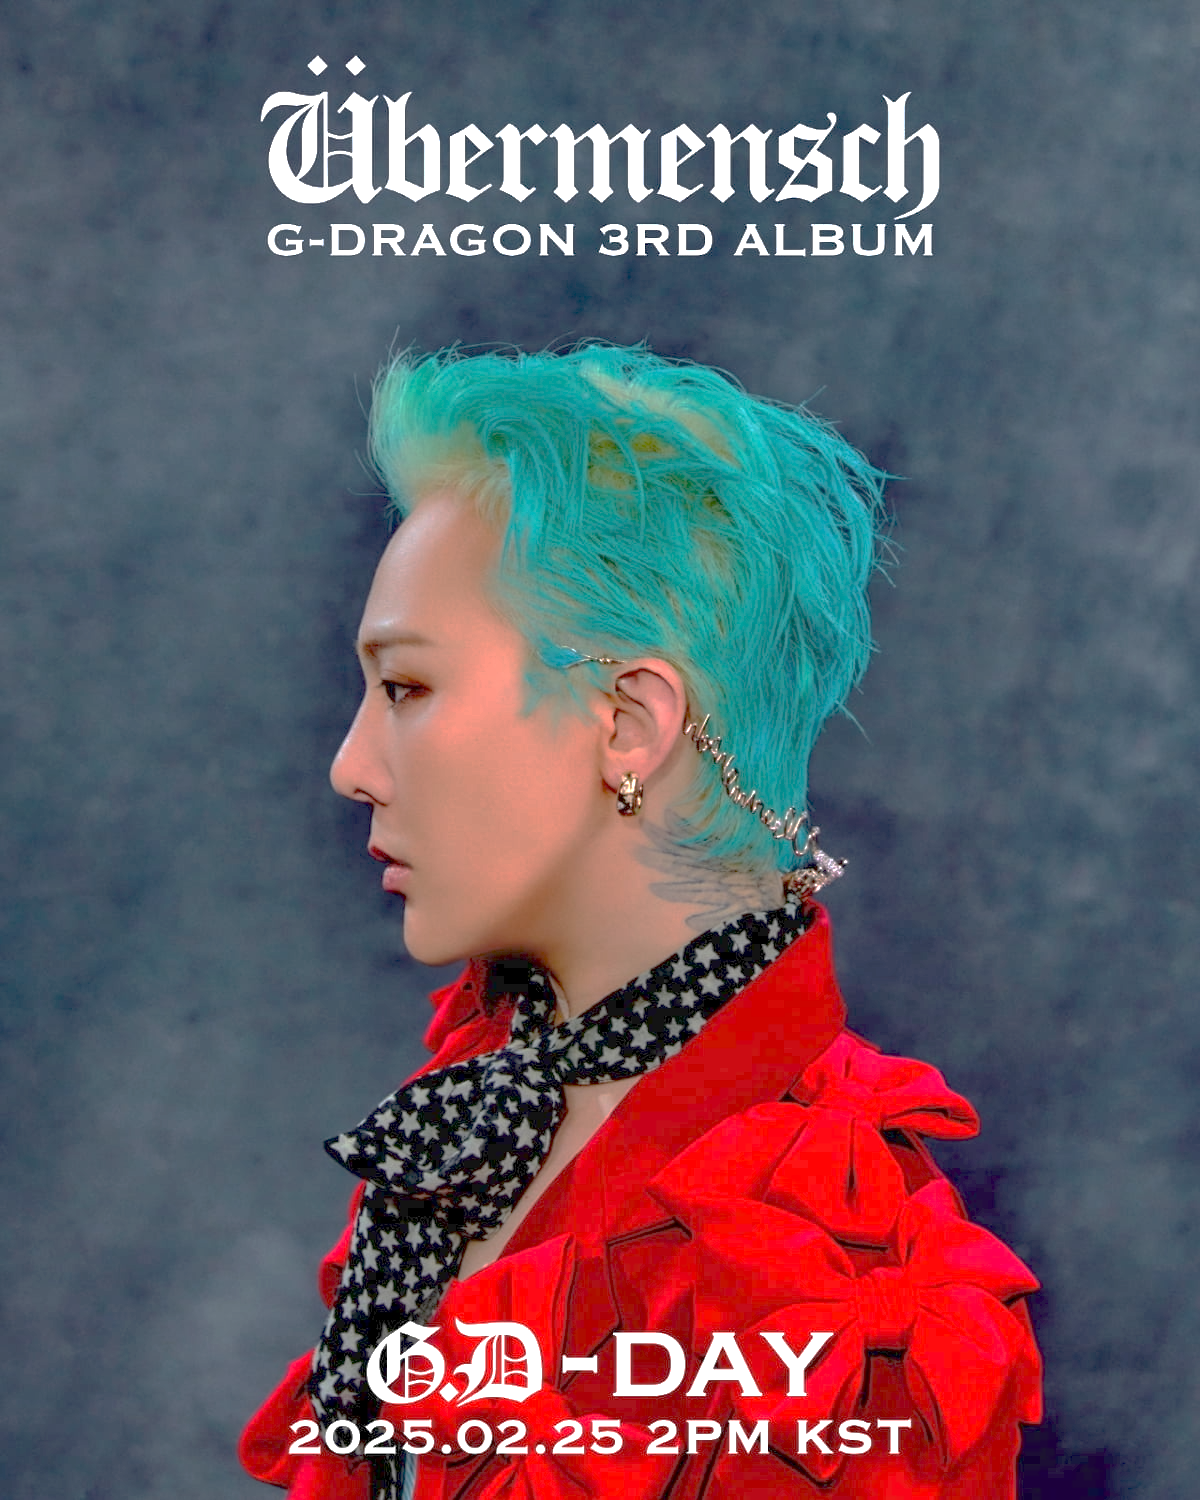 Übermensch
G-DRAGON 3RD ALBUM
G.D-DAY
2025.02.25 2PM KST